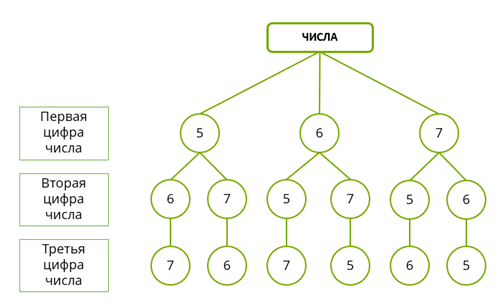 ЧИСЛА
Первая
цифра
числа
5 6 7
Вторая
цифра
числа
6 7 5 7 5 6
Третья
цифра
числа
7 6 7 5 6 5